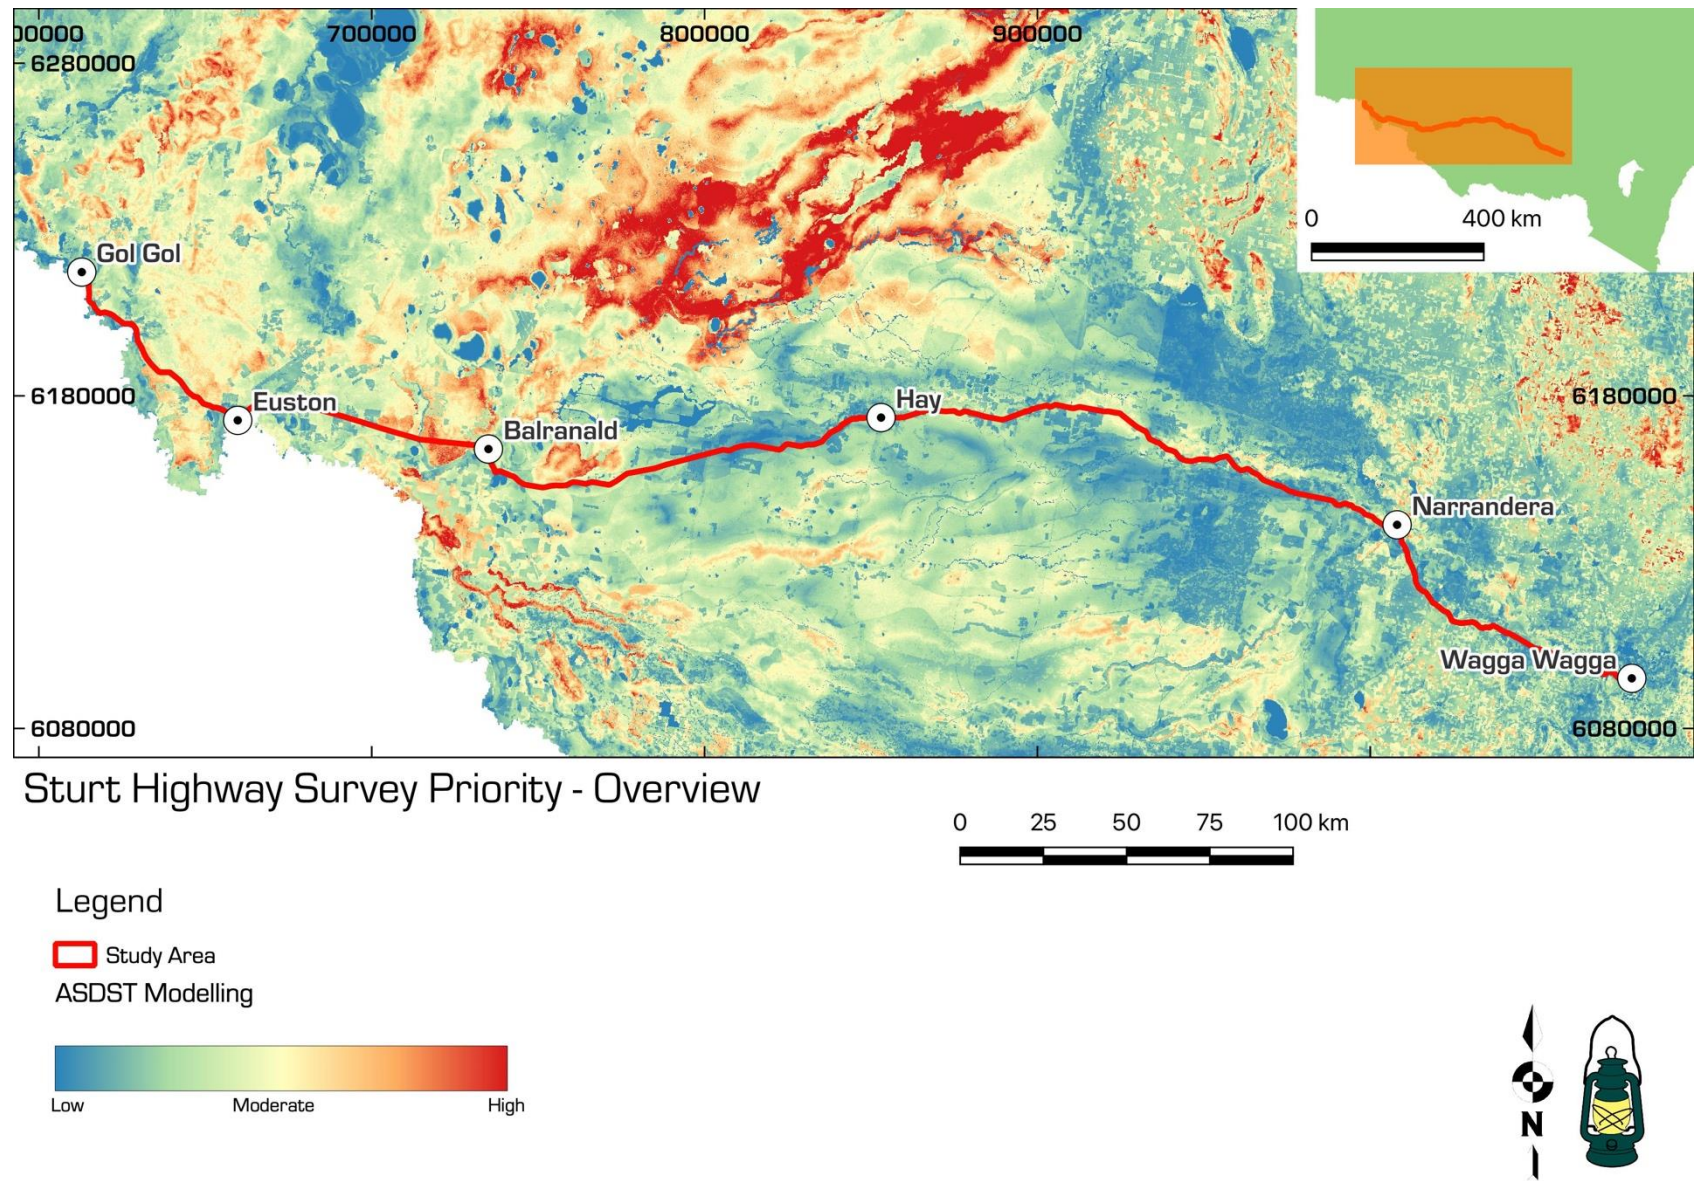 00000
700000
800000
900000
6280000
0
400 km
Gol Gol
6180000
6180000
Euston
Hay
Balranald
Narrandera
Wagga Wagga
6080000
6080000
Sturt Highway Survey Priority - Overview
0 25 50 75 100 km
Legend
Study Area
ASDST Modelling
Low Moderate High
N